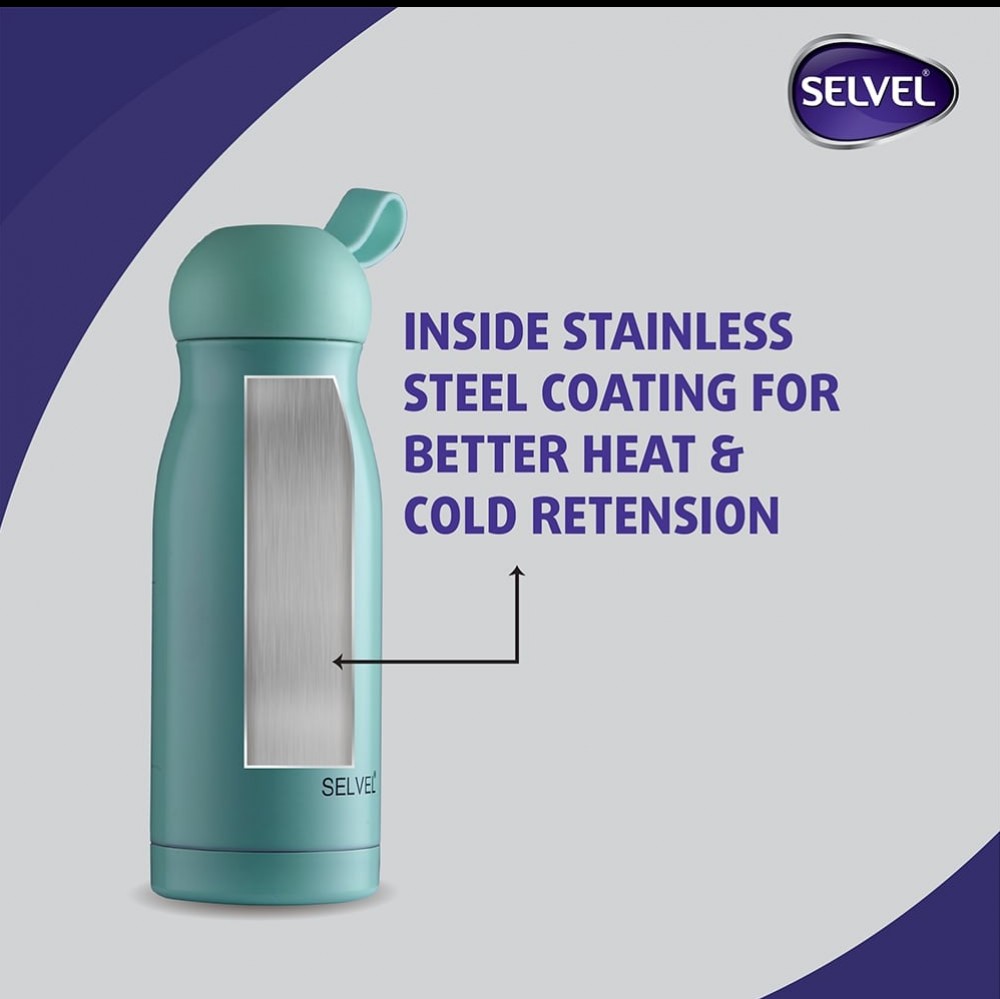 SELVEL®
INSIDE STAINLESS
STEEL COATING FOR
BETTER HEAT &
COLD RETENSION
SELVEL®